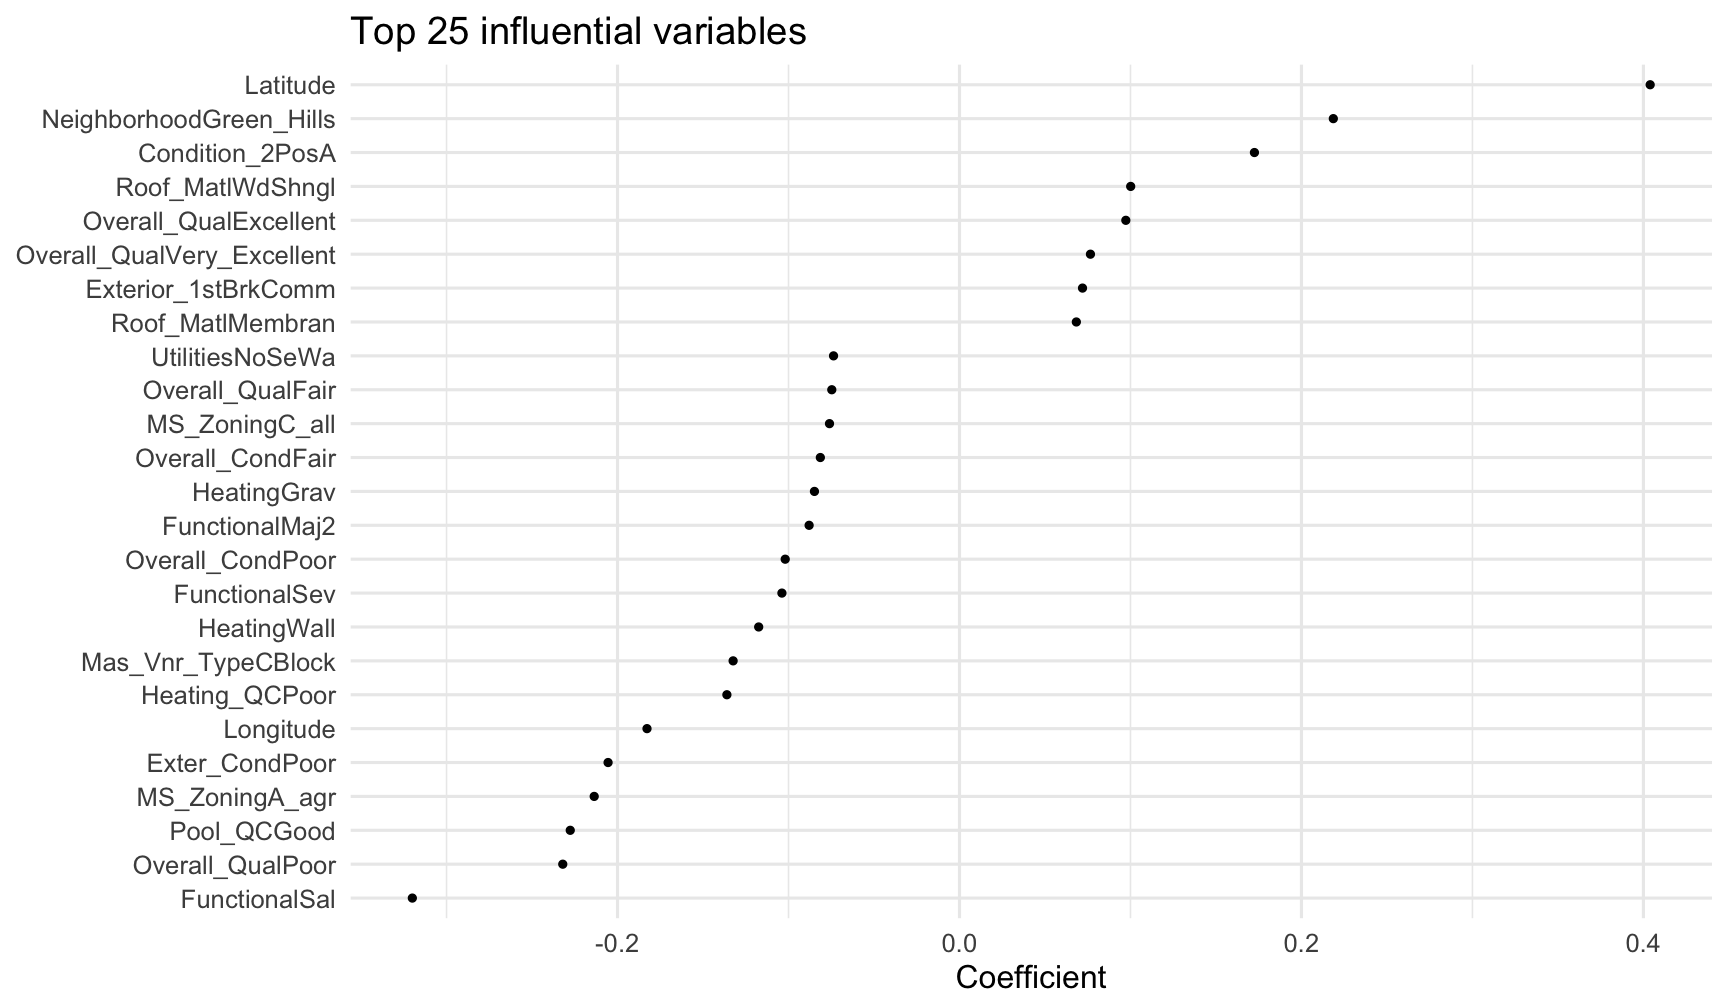 Top 25 influential variables
Latitude
NeighborhoodGreen_Hills
Condition_2PosA
Roof_MatlWdShngl
Overall_QualExcellent
Overall_QualVery_Excellent
Exterior_1stBrkComm
Roof_MatlMembran
UtilitiesNoSeWa
Overall_QualFair
MS_ZoningC_all
Overall_CondFair
HeatingGrav
FunctionalMaj2
Overall_CondPoor
FunctionalSev
HeatingWall
Mas_Vnr_TypeCBlock
Heating_QCPoor
Longitude
Exter_CondPoor
MS_ZoningA_agr
Pool_QCGood
Overall_QualPoor
FunctionalSal
-0.2 0.0 0.2 0.4
Coefficient